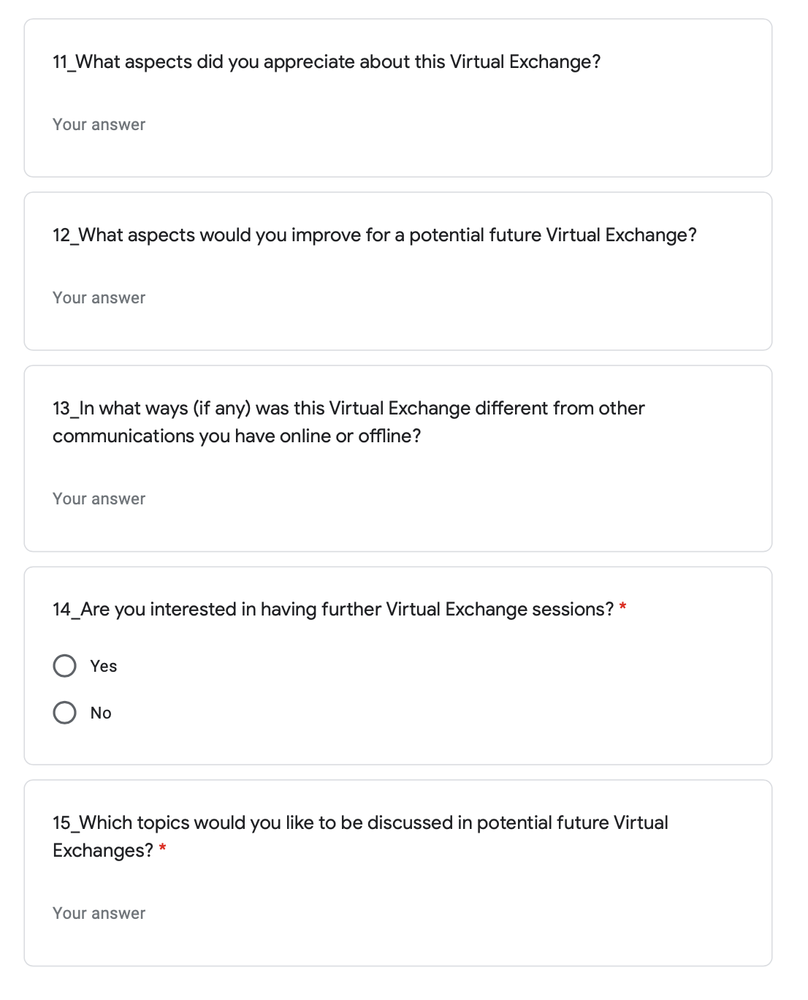 11_What aspects did you appreciate about this Virtual Exchange?
Your answer
12_What aspects would you improve for a potential future Virtual Exchange?
Your answer
13_In what ways (if any) was this Virtual Exchange different from other
communications you have online or offline?
Your answer
14_Are you interested in having further Virtual Exchange sessions? *
Yes
No
15_Which topics would you like to be discussed in potential future Virtual
Exchanges? *
Your answer